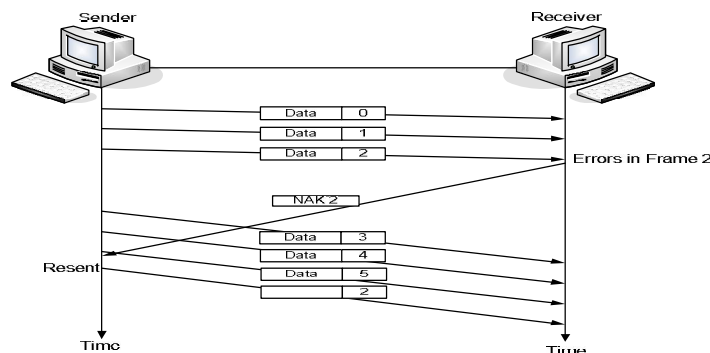 Sender
Receiver
Data 0
Data 1
Data 2
Errors in Frame 2
NAK 2
Data 3
Data 4
Resent
Data 5
2
Time
Time